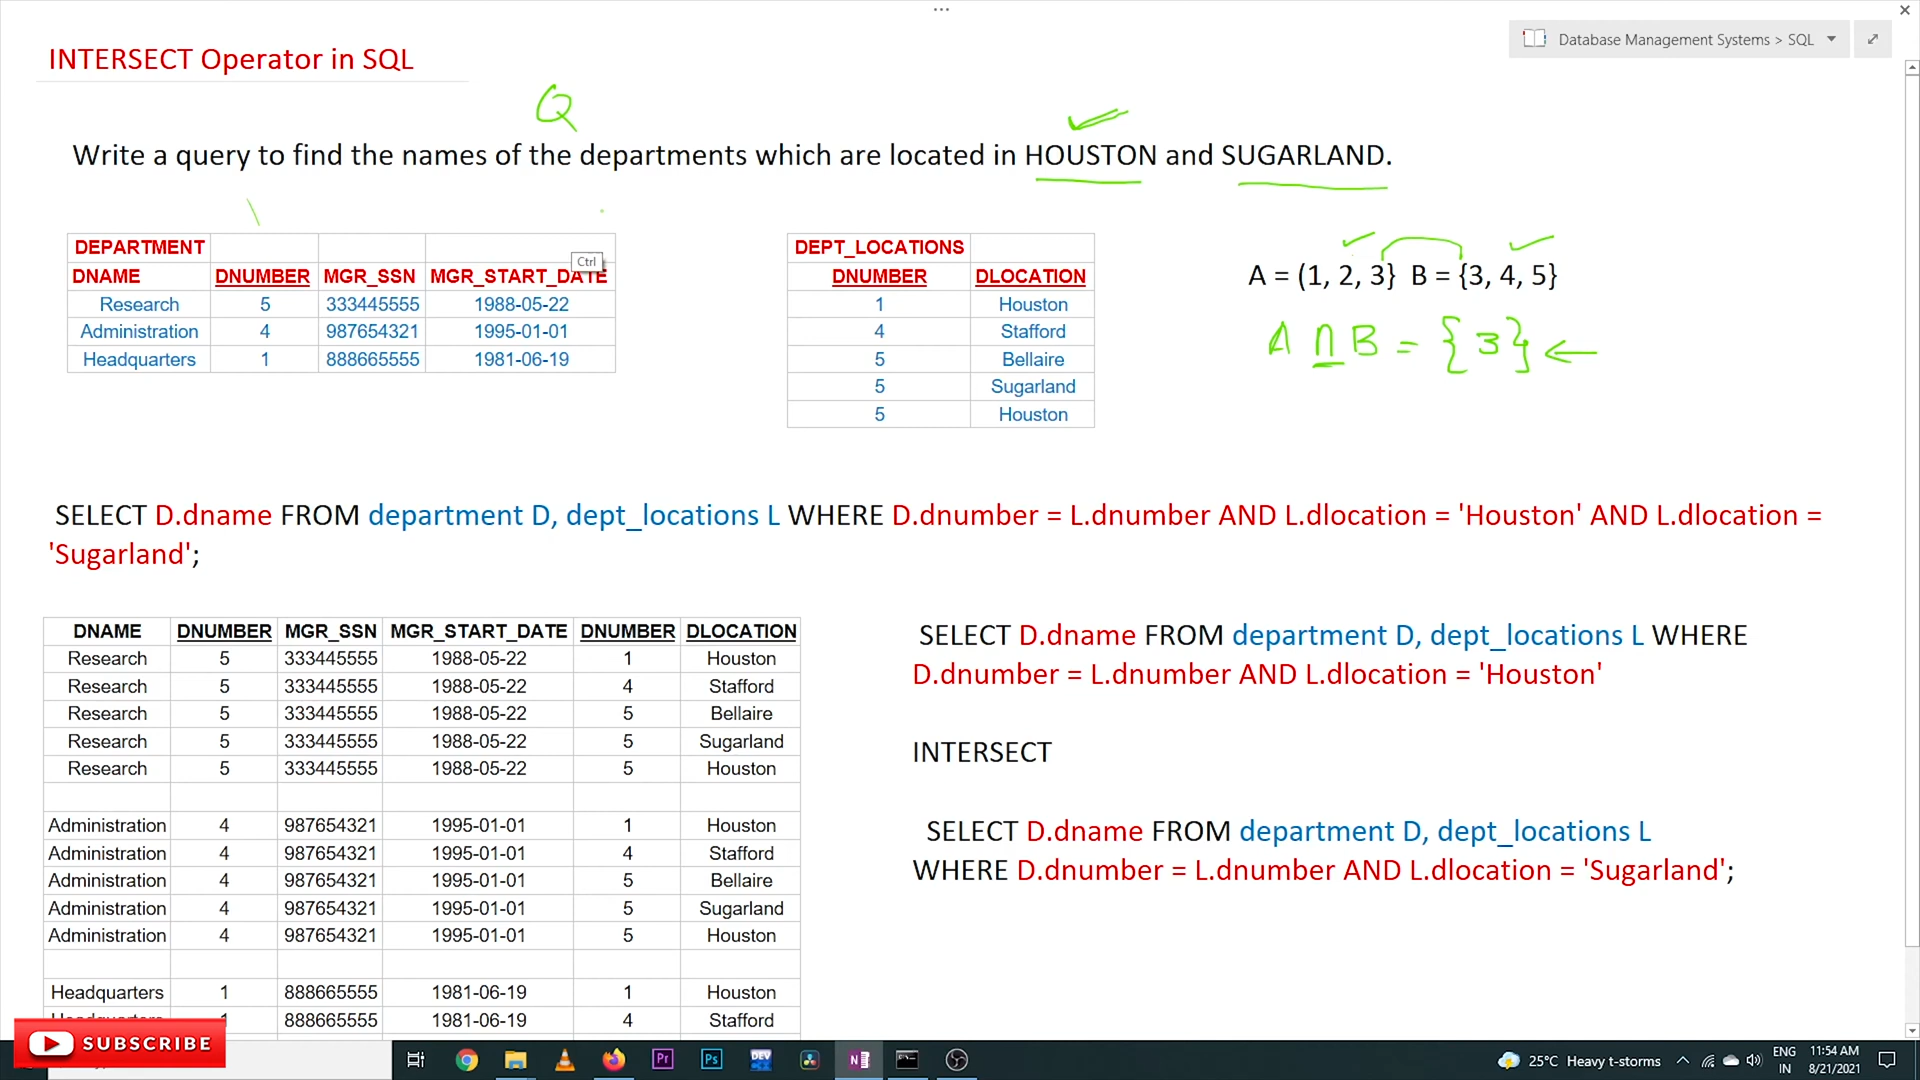 INTERSECT Operator in SQL
Database Management Systems > SQL
Q
Write a query to find the names of the departments which are located in HOUSTON and SUGARLAND.
DEPARTMENT
DNAME DNUMBER MGR_SSN MGR_START_DATE
Ctrl
Research 5 333445555 1988-05-22
Administration 4 987654321 1995-01-01
Headquarters 1 888665555 1981-06-19
DEPT_LOCATIONS
DNUMBER DLOCATION
1 Houston
4 Stafford
5 Bellaire
5 Sugarland
5 Houston
A = (1, 2, 3} B = {3, 4, 5}
A ∩ B = {3} ←
SELECT D.dname FROM department D, dept_locations L WHERE D.dnumber = L.dnumber AND L.dlocation = 'Houston' AND L.dlocation =
'Sugarland';
DNAME DNUMBER MGR_SSN MGR_START_DATE DNUMBER DLOCATION
Research 5 333445555 1988-05-22 1 Houston
Research 5 333445555 1988-05-22 4 Stafford
Research 5 333445555 1988-05-22 5 Bellaire
Research 5 333445555 1988-05-22 5 Sugarland
Research 5 333445555 1988-05-22 5 Houston
Administration 4 987654321 1995-01-01 1 Houston
Administration 4 987654321 1995-01-01 4 Stafford
Administration 4 987654321 1995-01-01 5 Bellaire
Administration 4 987654321 1995-01-01 5 Sugarland
Administration 4 987654321 1995-01-01 5 Houston
Headquarters 1 888665555 1981-06-19 1 Houston
1 888665555 1981-06-19 4 Stafford
SELECT D.dname FROM department D, dept_locations L WHERE
D.dnumber = L.dnumber AND L.dlocation = 'Houston'
INTERSECT
SELECT D.dname FROM department D, dept_locations L
WHERE D.dnumber = L.dnumber AND L.dlocation = 'Sugarland';
SUBSCRIBE
Pr
Ps
DEV
N
25°C Heavy t-storms
ENG
IN
11:54 AM
8/21/2021